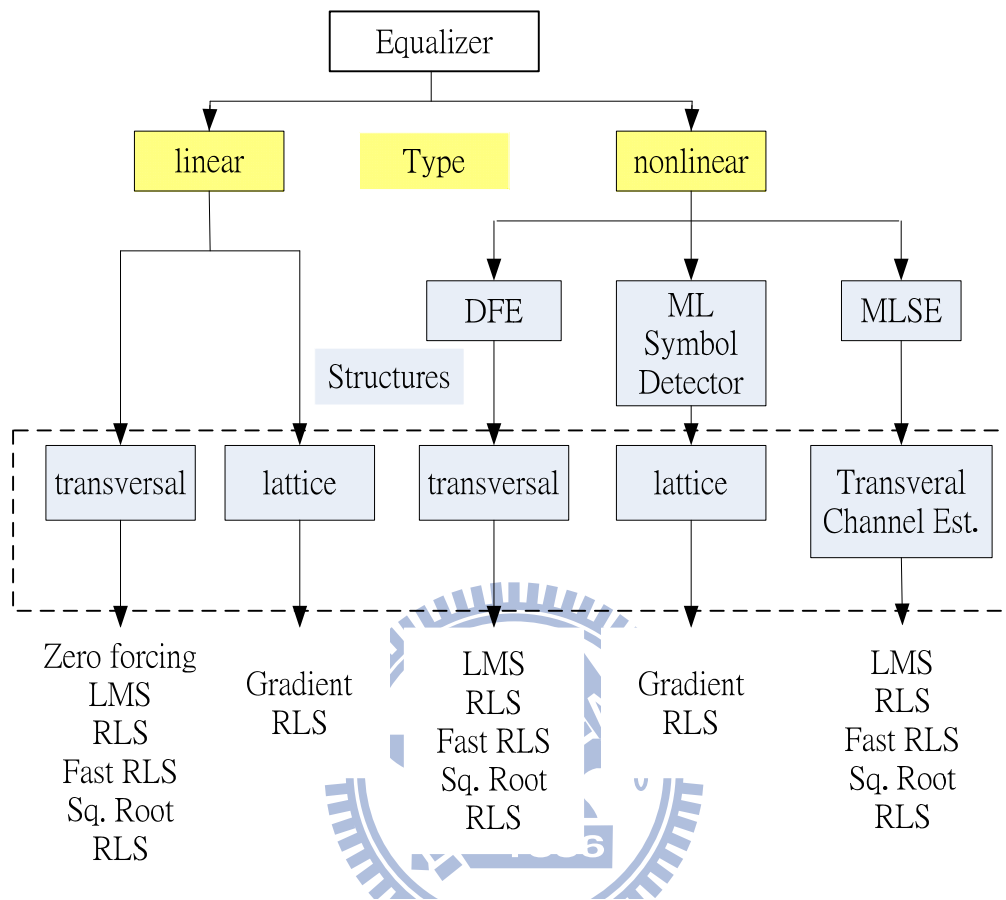 Equalizer
linear
Type
nonlinear
DFE
ML
Symbol
Detector
MLSE
Structures
transversal
lattice
transversal
lattice
Transveral
Channel Est.
Zero forcing
LMS
RLS
Fast RLS
Sq. Root
RLS
Gradient
RLS
LMS
RLS
Fast RLS
Sq. Root
RLS
Gradient
RLS
LMS
RLS
Fast RLS
Sq. Root
RLS